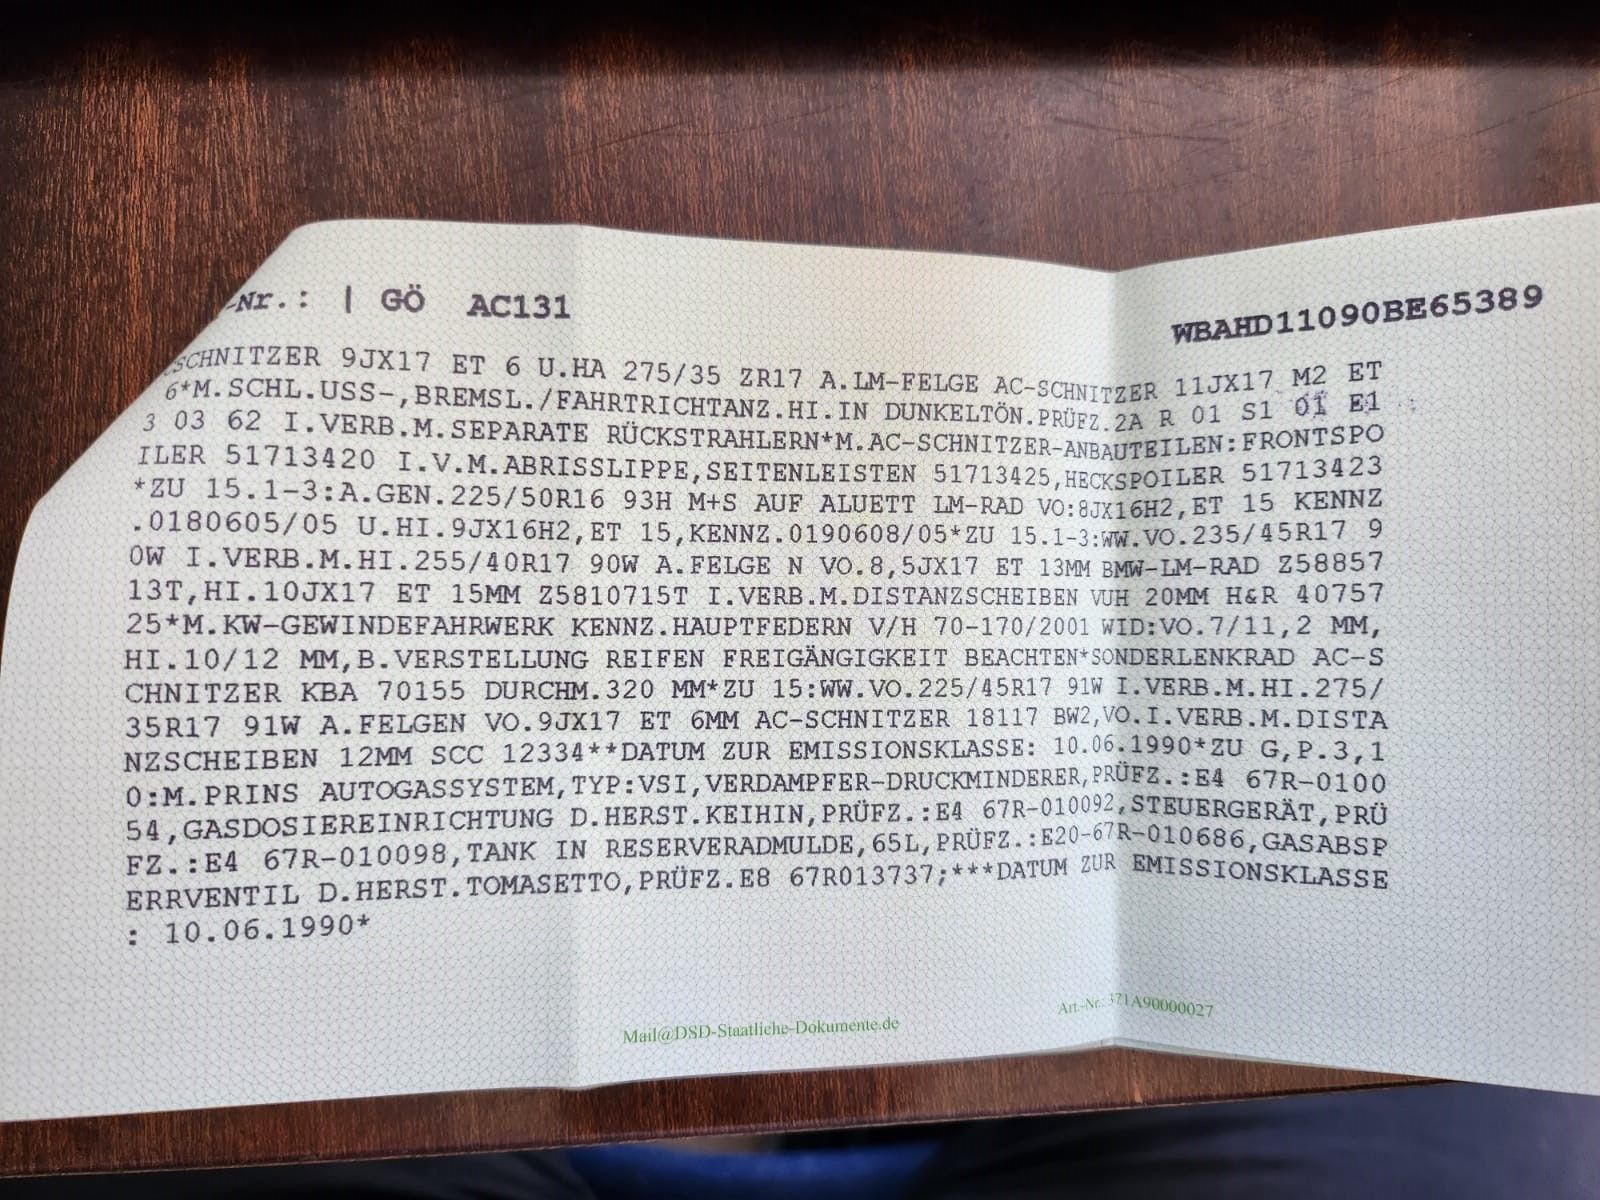 -Nr.: | GÖ AC131 WBAHD11090BE65389
SCHNITZER 9JX17 ET 6 U.HA 275/35 ZR17 A.LM-FELGE AC-SCHNITZER 11JX17 M2 ET
6*M.SCHL.USS-,BREMSL./FAHRTRICHTANZ.HI.IN DUNKELTÖN.PRÜFZ.2A R 01 S1 01 E1
3 03 62 I.VERB.M.SEPARATE RÜCKSTRAHLERN*M.AC-SCHNITZER-ANBAUTEILEN:FRONTSPO
ILER 51713420 I.V.M.ABRISSLIPPE,SEITENLEISTEN 51713425,HECKSPOILER 51713423
*ZU 15.1-3:A.GEN.225/50R16 93H M+S AUF ALUETT LM-RAD VO:8JX16H2,ET 15 KENNZ
.0180605/05 U.HI.9JX16H2,ET 15,KENNZ.0190608/05*ZU 15.1-3:WW.VO.235/45R17 9
0W I.VERB.M.HI.255/40R17 90W A.FELGE N VO.8,5JX17 ET 13MM BMW-LM-RAD Z58857
13T,HI.10JX17 ET 15MM Z5810715T I.VERB.M.DISTANZSCHEIBEN VUH 20MM H&R 40757
25*M.KW-GEWINDEFAHRWERK KENNZ.HAUPTFEDERN V/H 70-170/2001 WID:VO.7/11,2 MM,
HI.10/12 MM,B.VERSTELLUNG REIFEN FREIGÄNGIGKEIT BEACHTEN*SONDERLENKRAD AC-S
CHNITZER KBA 70155 DURCHM.320 MM*ZU 15:WW.VO.225/45R17 91W I.VERB.M.HI.275/
35R17 91W A.FELGEN VO.9JX17 ET 6MM AC-SCHNITZER 18117 BW2,VO.I.VERB.M.DISTA
NZSCHEIBEN 12MM SCC 12334**DATUM ZUR EMISSIONSKLASSE: 10.06.1990*ZU G,P.3,1
0:M.PRINS AUTOGASSYSTEM,TYP:VSI,VERDAMPFER-DRUCKMINDERER,PRÜFZ.:E4 67R-0100
54,GASDOSIEREINRICHTUNG D.HERST.KEIHIN,PRÜFZ.:E4 67R-010092,STEUERGERÄT,PRÜ
FZ.:E4 67R-010098,TANK IN RESERVERADMULDE,65L,PRÜFZ.:E20-67R-010686,GASABSP
ERRVENTIL D.HERST.TOMASETTO,PRÜFZ.E8 67R013737;***DATUM ZUR EMISSIONSKLASSE
: 10.06.1990*
Mail@DSD-Staatliche-Dokumente.de Art.-Nr.: 371A90000027